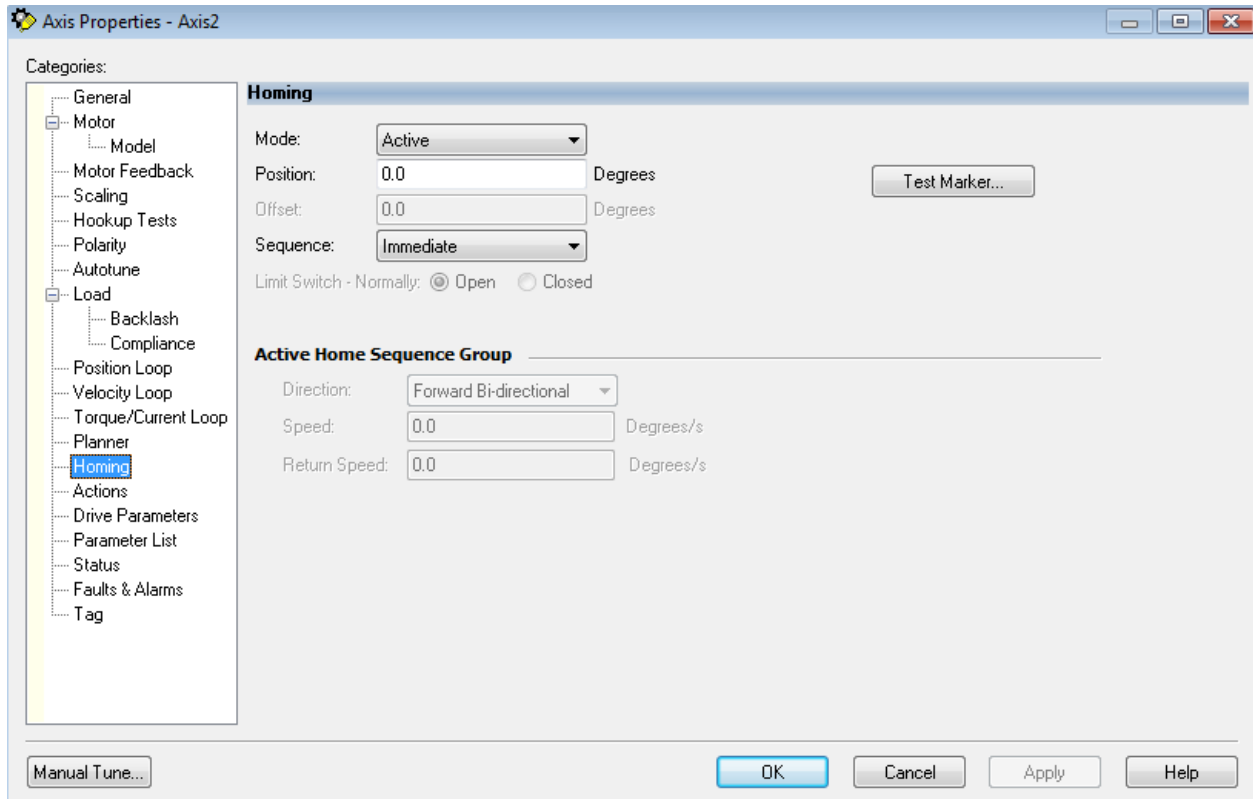 Axis Properties - Axis2
Categories:
General
Motor
Model
Motor Feedback
Scaling
Hookup Tests
Polarity
Autotune
Load
Backlash
Compliance
Position Loop
Velocity Loop
Torque/Current Loop
Planner
Homing
Actions
Drive Parameters
Parameter List
Status
Faults & Alarms
Tag
Homing
Mode: Active
Position: 0.0 Degrees Test Marker...
Offset: 0.0 Degrees
Sequence: Immediate
Limit Switch - Normally: Open Closed
Active Home Sequence Group
Direction: Forward Bi-directional
Speed: 0.0 Degrees/s
Return Speed: 0.0 Degrees/s
Manual Tune... OK Cancel Apply Help